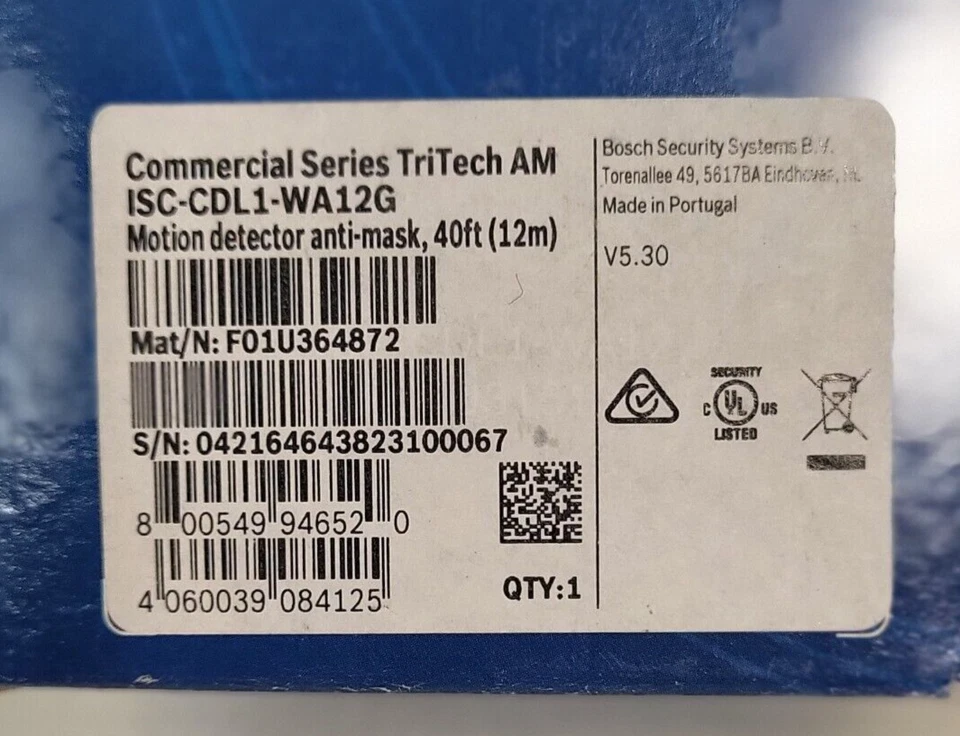 Commercial Series TriTech AM
ISC-CDL1-WA12G
Motion detector anti-mask, 40ft (12m)
Mat/N: F01U364872
S/N: 042164643823100067
8 00549 94652 0
4 060039 084125
QTY:1
Bosch Security Systems B.V.
Torenallee 49, 5617BA Eindhoven,
Made in Portugal
V5.30
SECURITY
C UL US
LISTED